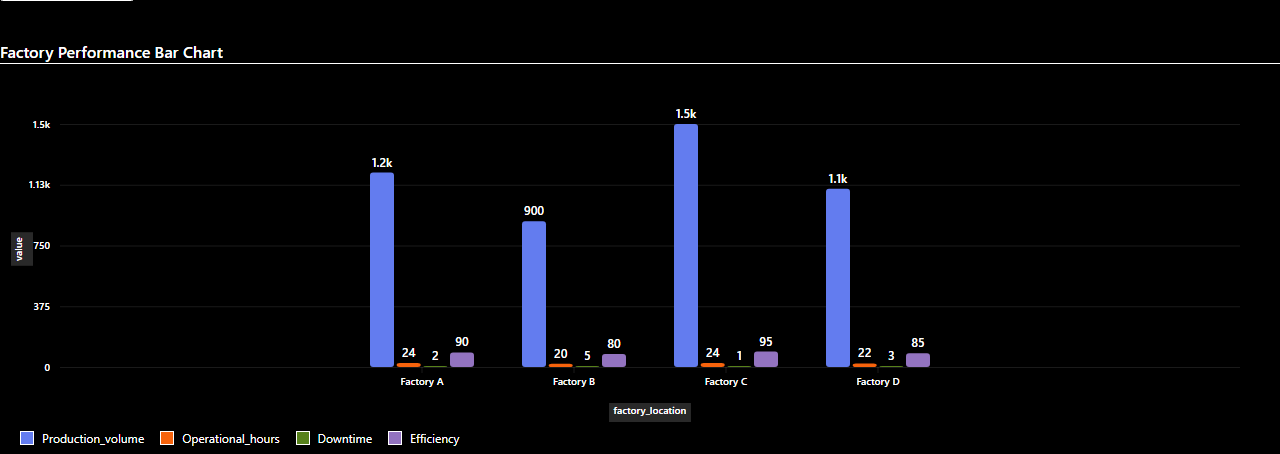 Factory Performance Bar Chart
1.5k
1.13k
750
375
0
value
1.2k
24
2
90
900
20
5
80
1.5k
24
1
95
1.1k
22
3
85
Factory A
Factory B
Factory C
Factory D
factory_location
Production_volume
Operational_hours
Downtime
Efficiency